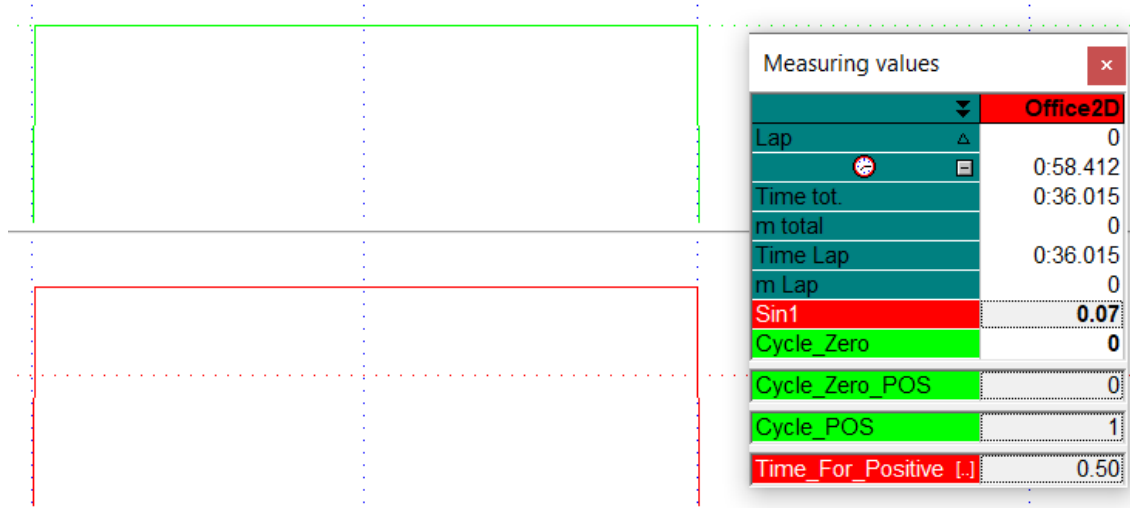 Measuring values
Office2D
Lap 0
0:58.412
Time tot. 0:36.015
m total 0
Time Lap 0:36.015
m Lap 0
Sin1 0.07
Cycle_Zero 0
Cycle_Zero_POS 0
Cycle_POS 1
Time_For_Positive [..] 0.50